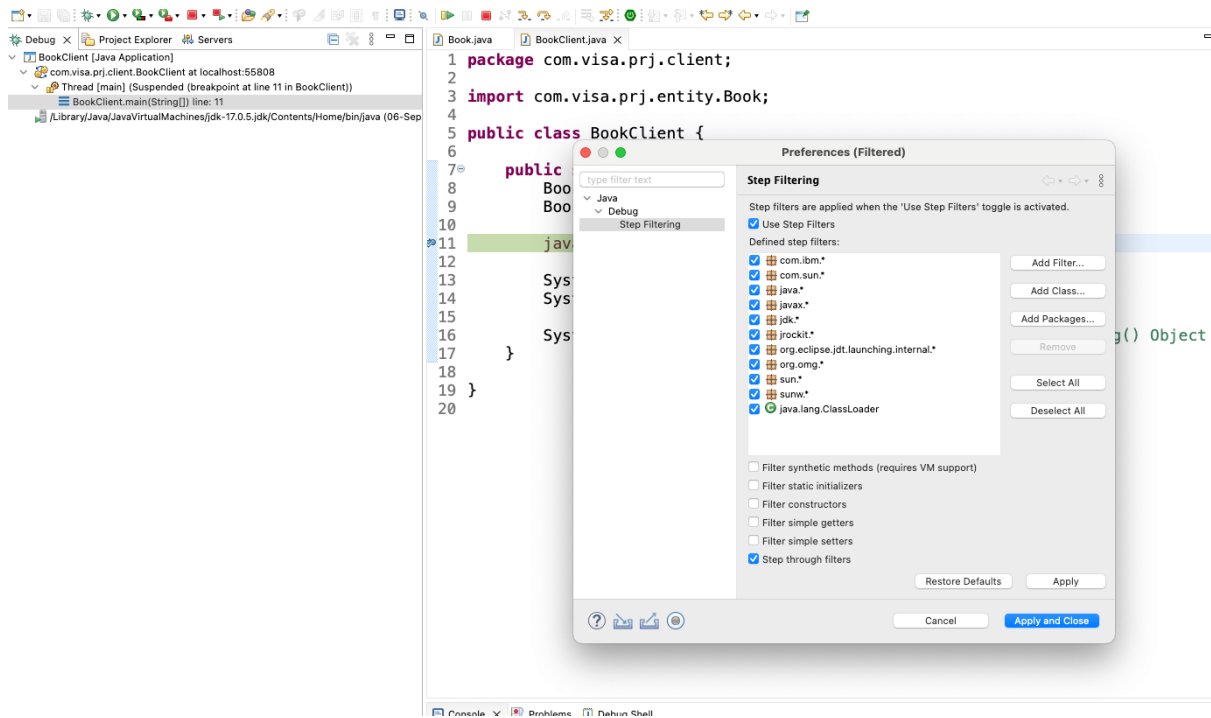 Debug
Project Explorer
Servers
BookClient [Java Application]
com.visa.prj.client.BookClient at localhost:55808
Thread [main] (Suspended (breakpoint at line 11 in BookClient))
BookClient.main(String[]) line: 11
/Library/Java/JavaVirtualMachines/jdk-17.0.5.jdk/Contents/Home/bin/java (06-Sep
Book.java
BookClient.java
1 package com.visa.prj.client;
2
3 import com.visa.prj.entity.Book;
4
5 public class BookClient {
6
7 public
8 Boo
9 Boo
10
11 jav
12
13 Sys
14 Sys
15
16 Sys g() Object
17 }
18
19 }
20
Preferences (Filtered)
type filter text
Java
Debug
Step Filtering
Step Filtering
Step filters are applied when the 'Use Step Filters' toggle is activated.
Use Step Filters
Defined step filters:
com.ibm.*
com.sun.*
java.*
javax.*
jdk.*
jrockit.*
org.eclipse.jdt.launching.internal.*
org.omg.*
sun.*
sunw.*
java.lang.ClassLoader
Add Filter...
Add Class...
Add Packages...
Remove
Select All
Deselect All
Filter synthetic methods (requires VM support)
Filter static initializers
Filter constructors
Filter simple getters
Filter simple setters
Step through filters
Restore Defaults
Apply
Cancel
Apply and Close
Console
Problems
Debug Shell